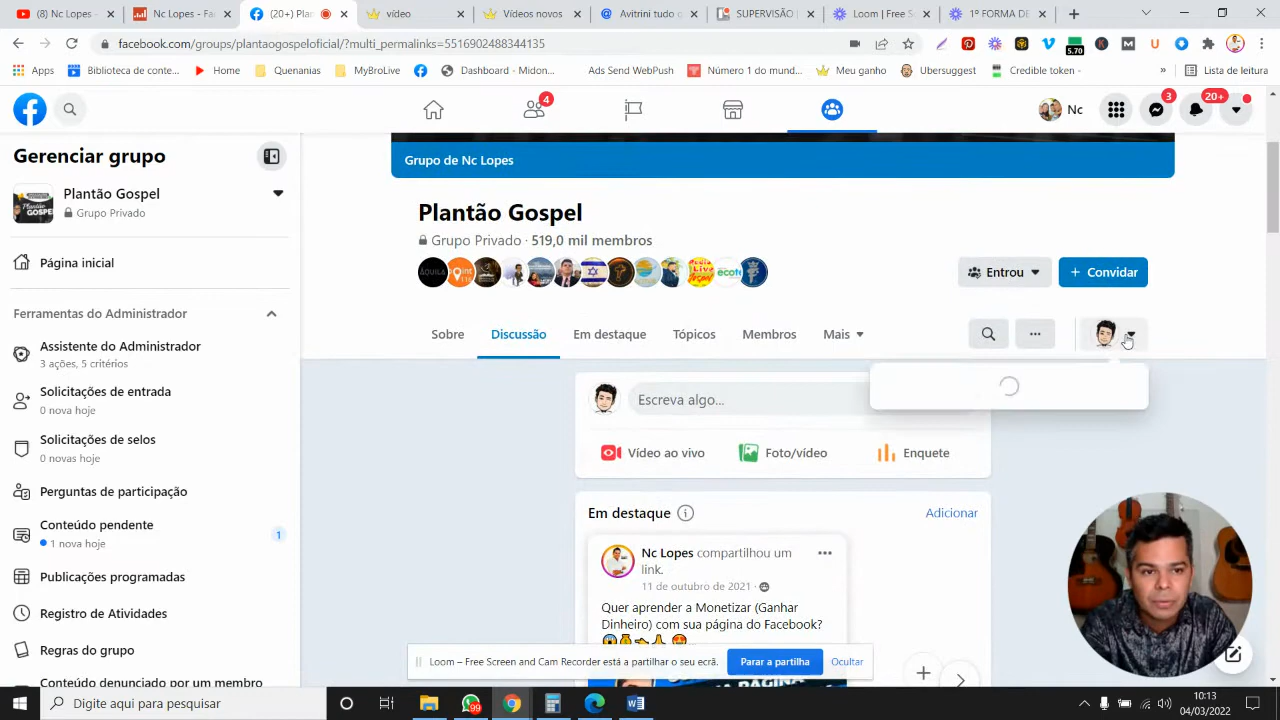 (8) Nc Lopes -
Nc Lopes - Fa
(20+) Plan
vídeo
Vídeos novos
Avitrini tudo o
SUPERVISÃO
Loom | Free S
1º FORMA DE
facebook.com/groups/plantaogospeloficial/?multi_permalinks=5516902488344135
5.70
Apps
Biblioteca de conte...
Home
Quenanias
MyBroLive
Dashboard - Midon...
Ads Send WebPush
Número 1 do mund...
Meu ganho
Ubersuggest
Credible token -
»
Lista de leitura
4
Nc
3
20+
Gerenciar grupo
Plantão Gospel
Grupo Privado
Página inicial
Ferramentas do Administrador
Assistente do Administrador
3 ações, 5 critérios
Solicitações de entrada
0 nova hoje
Solicitações de selos
0 novas hoje
Perguntas de participação
Conteúdo pendente
1 nova hoje
1
Publicações programadas
Registro de Atividades
Regras do grupo
Conteúdo denunciado por um membro
Grupo de Nc Lopes
Plantão Gospel
Grupo Privado · 519,0 mil membros
Entrou
+ Convidar
Sobre
Discussão
Em destaque
Tópicos
Membros
Mais
Escreva algo...
Vídeo ao vivo
Foto/vídeo
Enquete
Em destaque
Adicionar
Nc Lopes compartilhou um
link.
11 de outubro de 2021 ·
Quer aprender a Monetizar (Ganhar
Dinheiro) com sua página do Facebook?
Loom – Free Screen and Cam Recorder está a partilhar o seu ecrã.
Parar a partilha
Ocultar
Digite aqui para pesquisar
99
10:13
04/03/2022